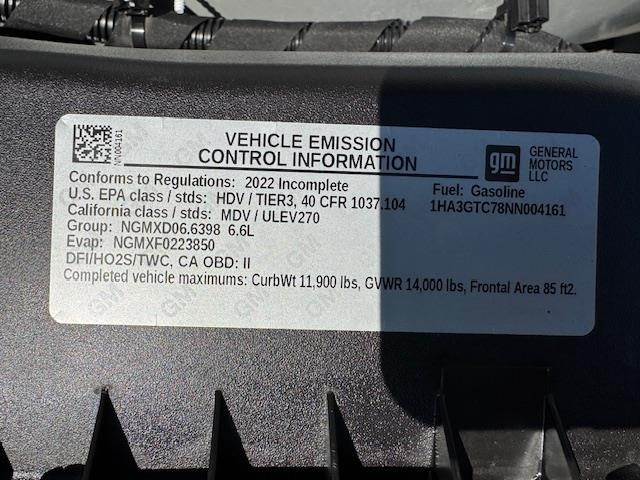 VEHICLE EMISSION
CONTROL INFORMATION
NN004161
gm
GENERAL
MOTORS
LLC
Conforms to Regulations: 2022 Incomplete
Fuel: Gasoline
U.S. EPA class / stds: HDV / TIER3, 40 CFR 1037.104
1HA3GTC78NN004161
California class / stds: MDV / ULEV270
Group: NGMXD06.6398 6.6L
Evap: NGMXF0223850
DFI/HO2S/TWC, CA OBD: II
Completed vehicle maximums: CurbWt 11,900 lbs, GVWR 14,000 lbs, Frontal Area 85 ft2.